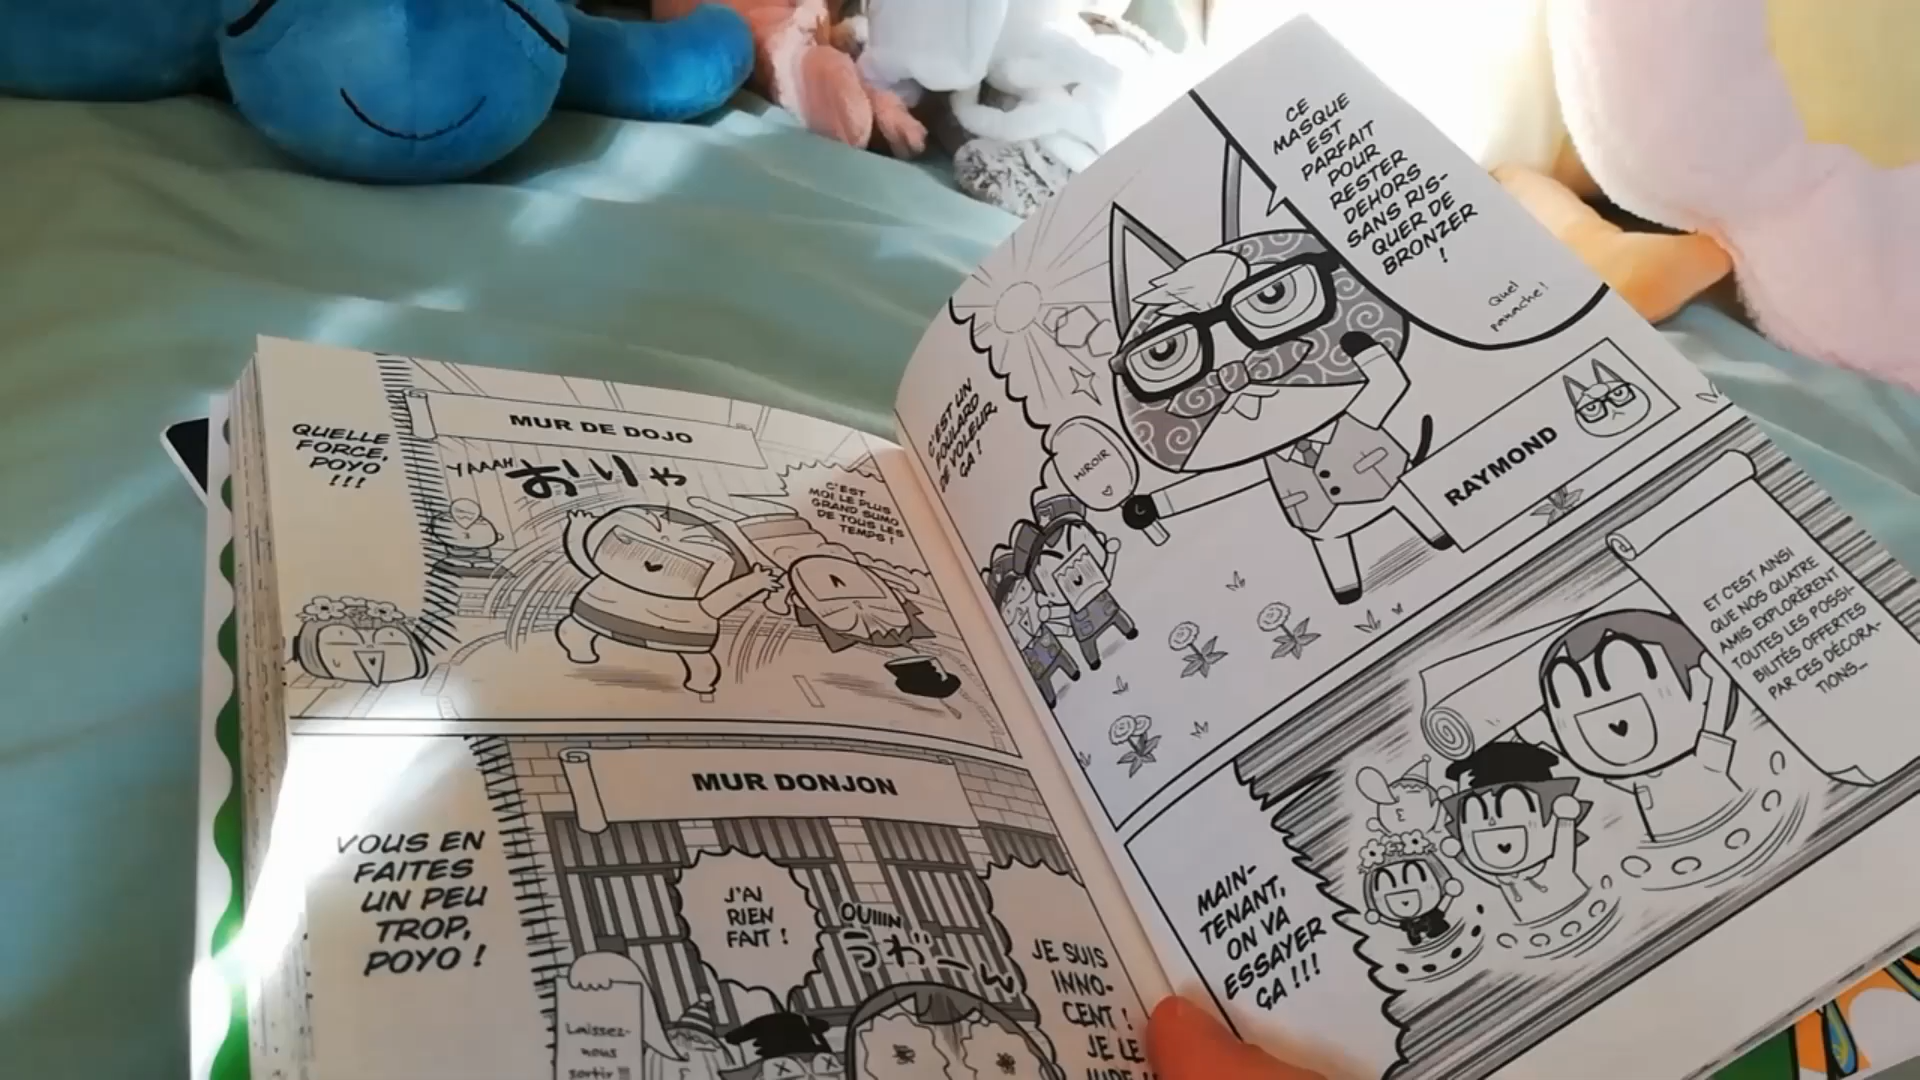 QUELLE
FORCE,
POYO
!!!
MUR DE DOJO
YAAAH
おりゃ
C'EST
MOI LE PLUS
GRAND SUMO
DE TOUS LES
TEMPS !
VOUS EN
FAITES
UN PEU
TROP,
POYO !
MUR DONJON
J'AI
RIEN
FAIT !
OUIIIN
うわーん
JE SUIS
INNO-
CENT !
JE LE
Laissez-
nous
sortir !!!
CE
MASQUE
EST
PARFAIT
POUR
RESTER
DEHORS
SANS RIS-
QUER DE
BRONZER
!
Quel
panache !
C'EST UN
FOULARD
DE VOLEUR,
ÇA !
MIROIR
RAYMOND
ET C'EST AINSI
QUE NOS QUATRE
AMIS EXPLORÈRENT
TOUTES LES POSSI-
BILITÉS OFFERTES
PAR CES DÉCORA-
TIONS...
MAIN-
TENANT,
ON VA
ESSAYER
ÇA !!!